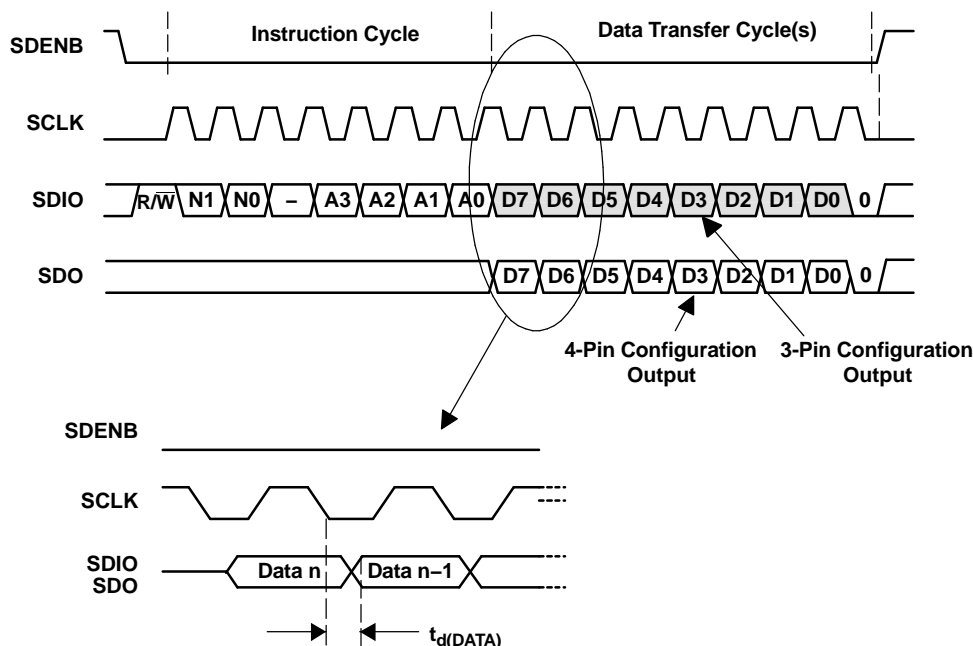 Instruction Cycle Data Transfer Cycle(s)
SDENB
SCLK
SDIO R/W̅ N1 N0 – A3 A2 A1 A0 D7 D6 D5 D4 D3 D2 D1 D0 0
SDO D7 D6 D5 D4 D3 D2 D1 D0 0
4-Pin Configuration
Output
3-Pin Configuration
Output
SDENB
SCLK
SDIO
SDO
Data n Data n–1
td(DATA)